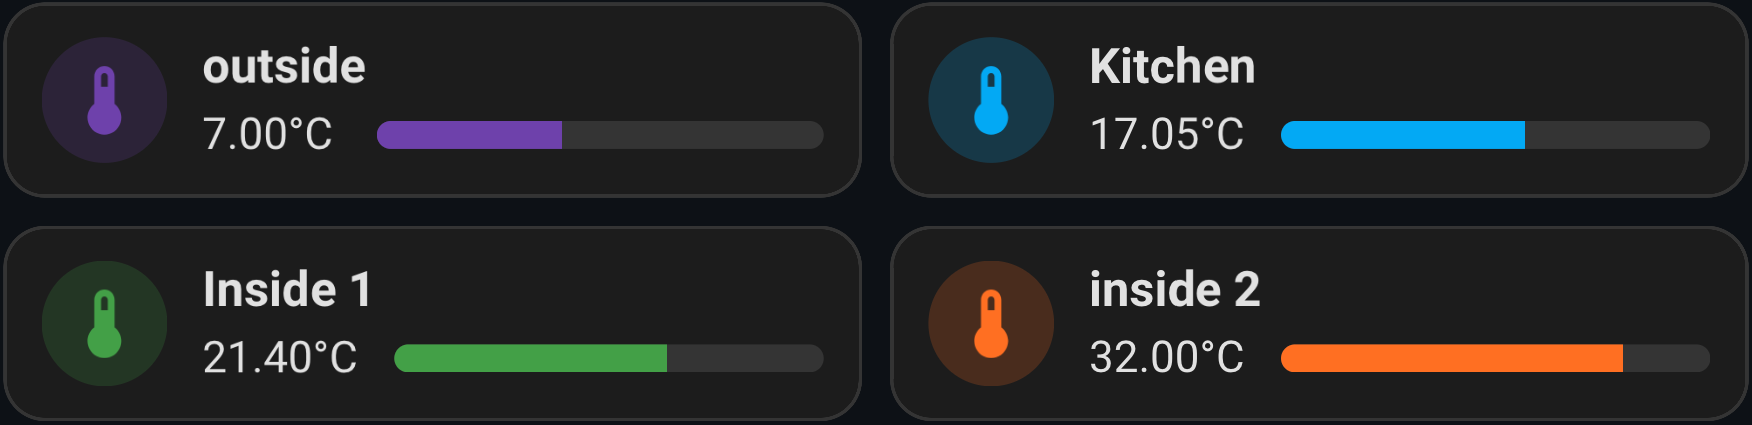 outside
7.00°C
Kitchen
17.05°C
Inside 1
21.40°C
inside 2
32.00°C